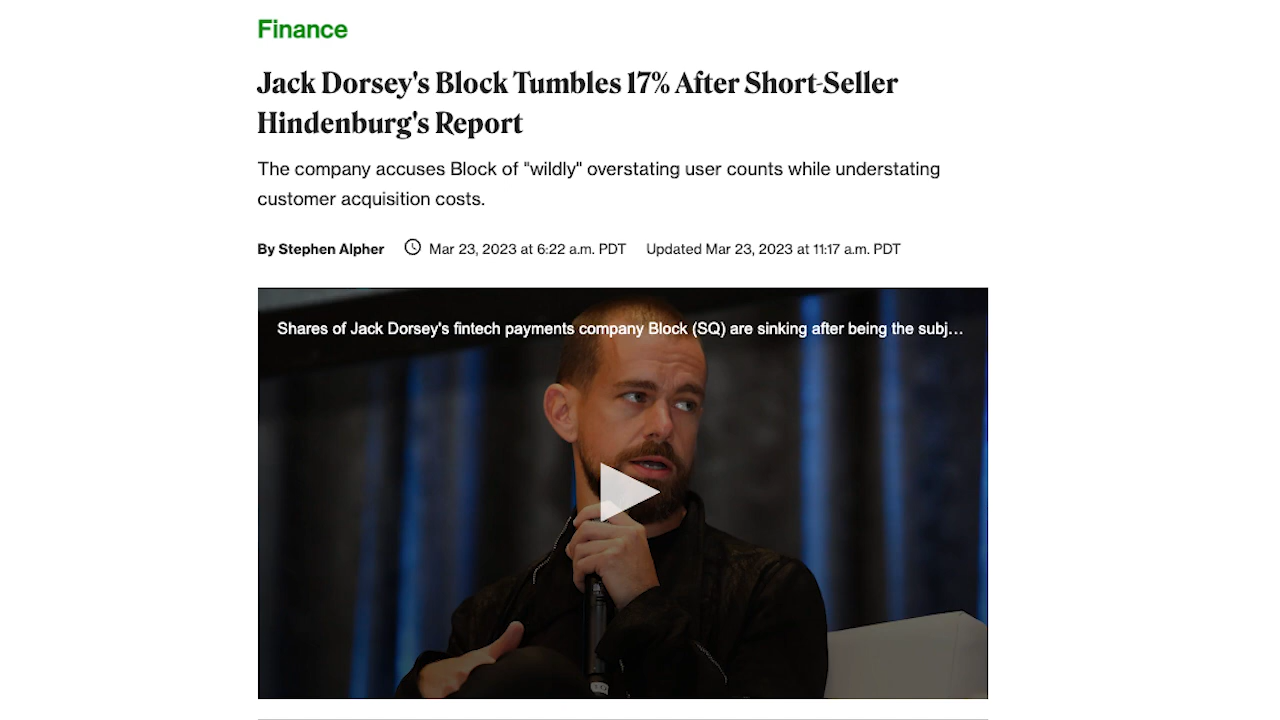 Finance
Jack Dorsey's Block Tumbles 17% After Short-Seller
Hindenburg's Report
The company accuses Block of "wildly" overstating user counts while understating
customer acquisition costs.
By Stephen Alpher Mar 23, 2023 at 6:22 a.m. PDT Updated Mar 23, 2023 at 11:17 a.m. PDT
Shares of Jack Dorsey's fintech payments company Block (SQ) are sinking after being the subj...